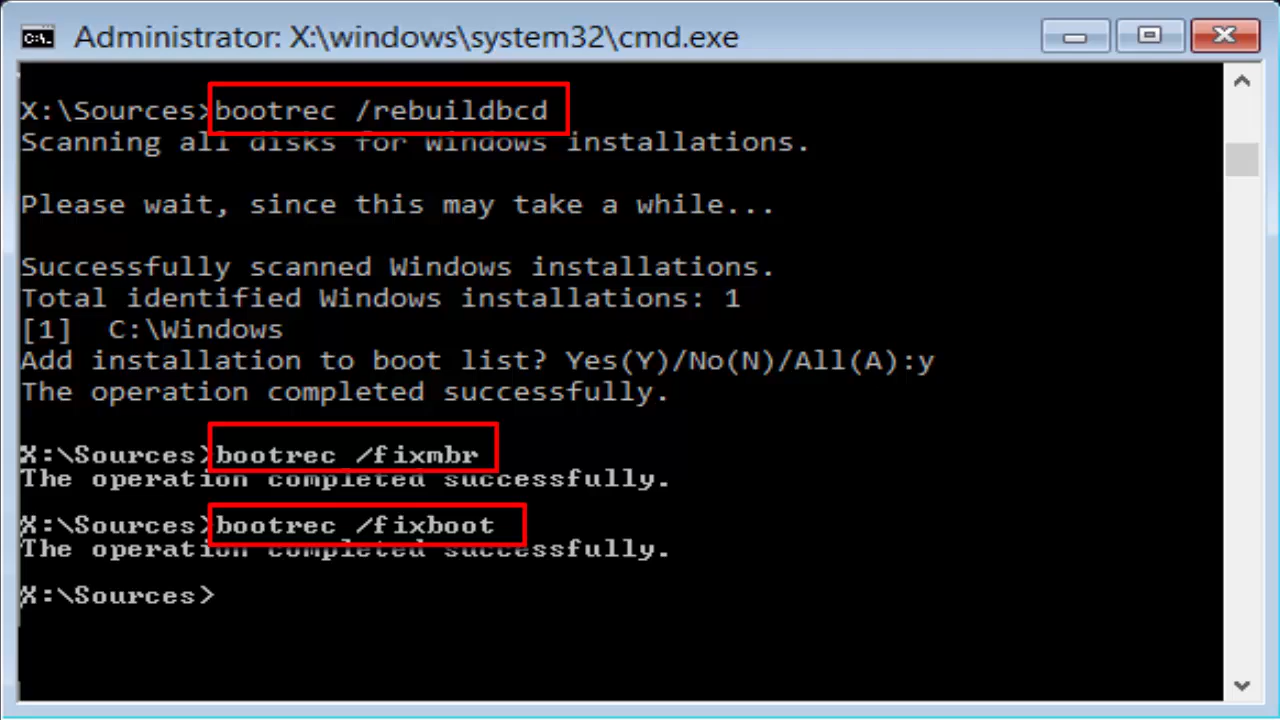 Administrator: X:\windows\system32\cmd.exe
X:\Sources>bootrec /rebuildbcd
Scanning all disks for Windows installations.
Please wait, since this may take a while...
Successfully scanned Windows installations.
Total identified Windows installations: 1
[1]  C:\Windows
Add installation to boot list? Yes(Y)/No(N)/All(A):y
The operation completed successfully.
X:\Sources>bootrec /fixmbr
The operation completed successfully.
X:\Sources>bootrec /fixboot
The operation completed successfully.
X:\Sources>